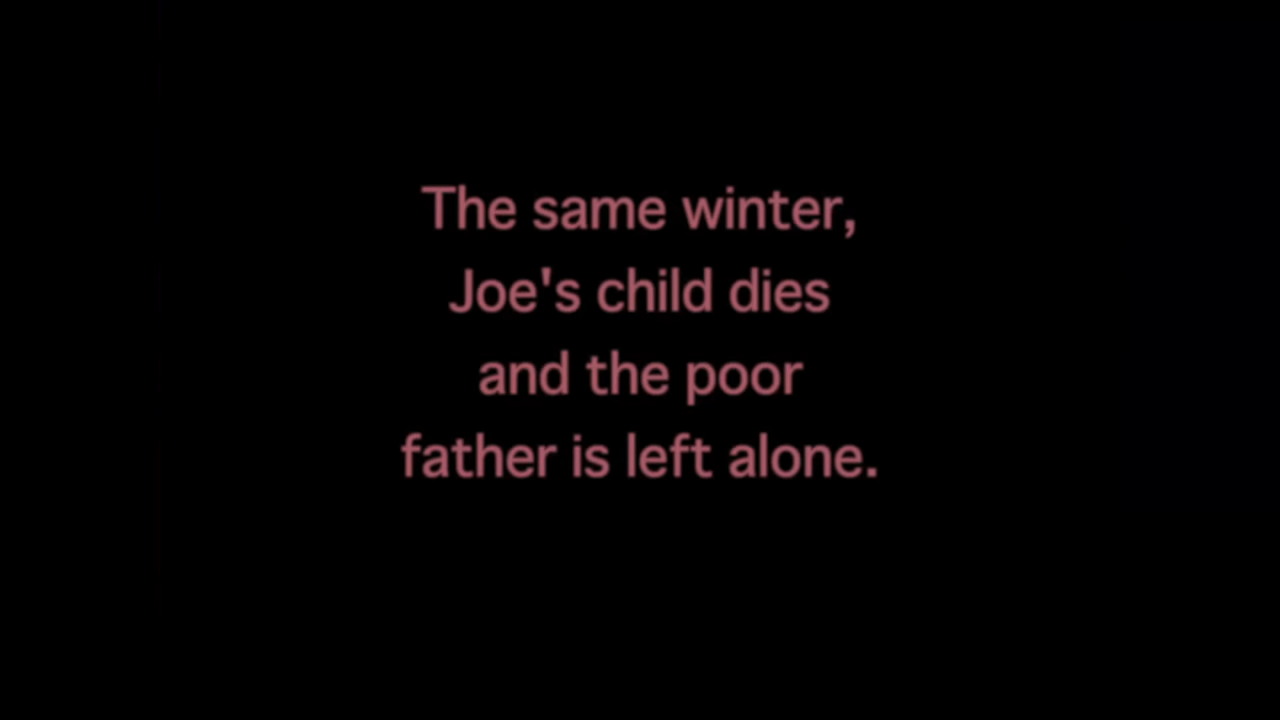 The same winter,
Joe's child dies
and the poor
father is left alone.